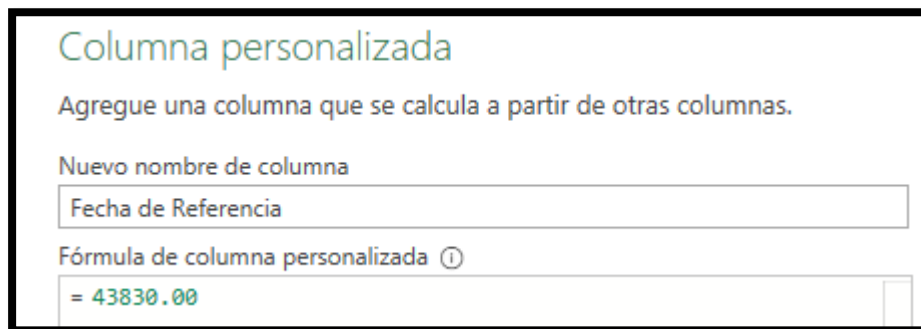 Columna personalizada
Agregue una columna que se calcula a partir de otras columnas.
Nuevo nombre de columna
Fecha de Referencia
Fórmula de columna personalizada ⓘ
= 43830.00